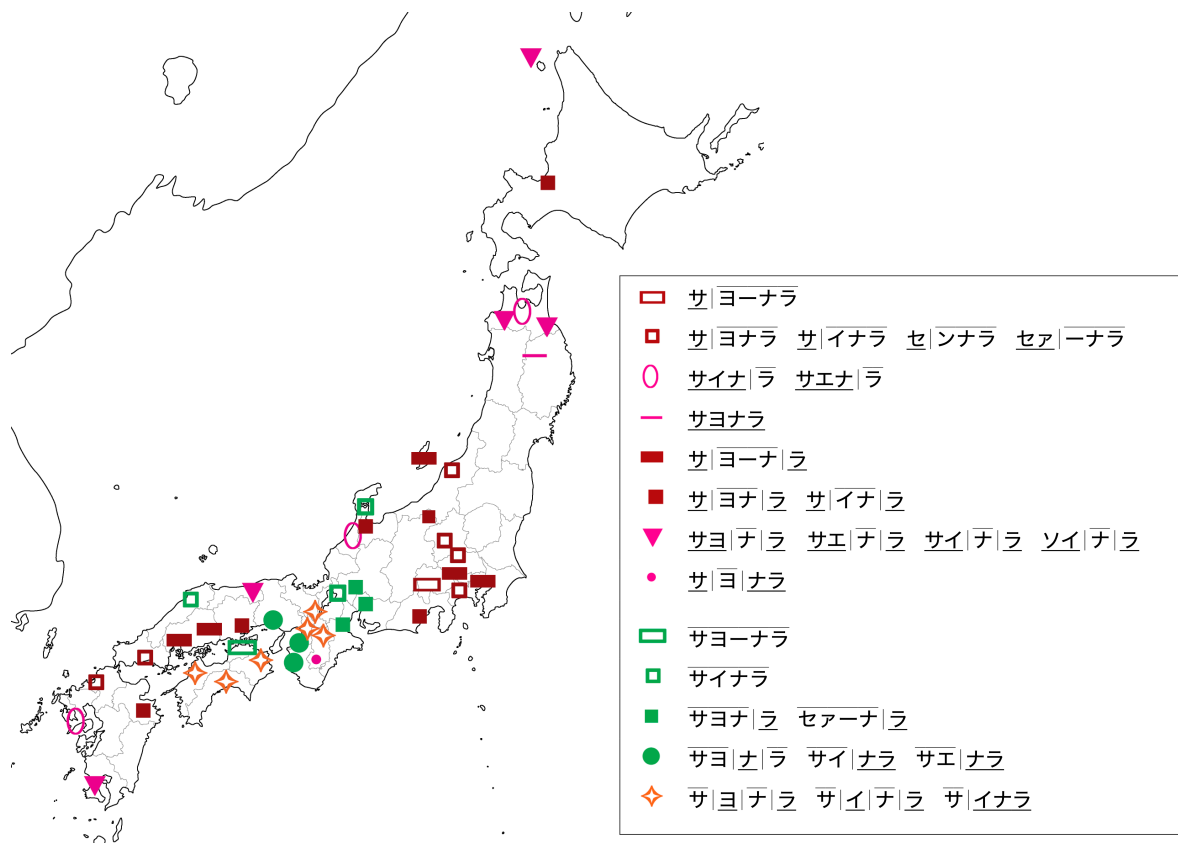 サ|ヨーナラ
サ|ヨナラ サ|イナラ セ|ンナラ セァ|ーナラ
サイナ|ラ サエナ|ラ
サヨナラ
サ|ヨーナ|ラ
サ|ヨナ|ラ サ|イナ|ラ
サヨ|ナ|ラ サエ|ナ|ラ サイ|ナ|ラ ソイ|ナ|ラ
サ|ヨ|ナラ
サヨーナラ
サイナラ
サヨナ|ラ セァーナ|ラ
サヨ|ナ|ラ サイ|ナラ サエ|ナラ
サ|ヨ|ナ|ラ サ|イ|ナ|ラ サ|イナラ